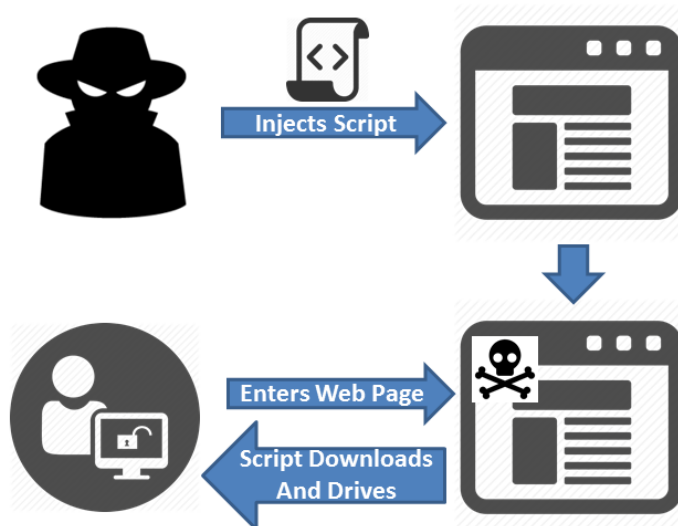 Injects Script
Enters Web Page
Script Downloads
And Drives